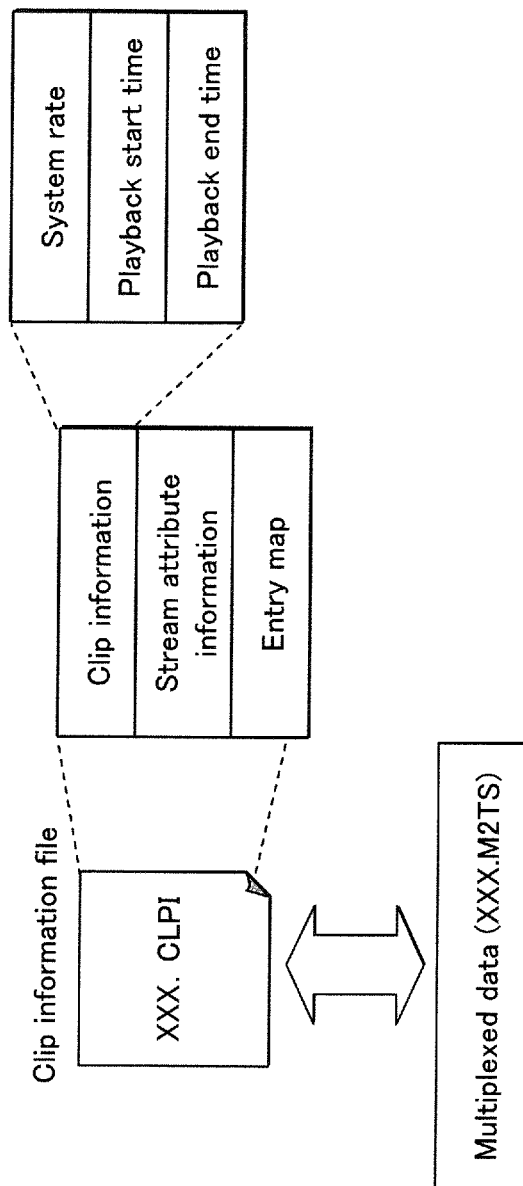 Clip information file
XXX. CLPI
Clip information
Stream attribute
information
Entry map
System rate
Playback start time
Playback end time
Multiplexed data (XXX.M2TS)